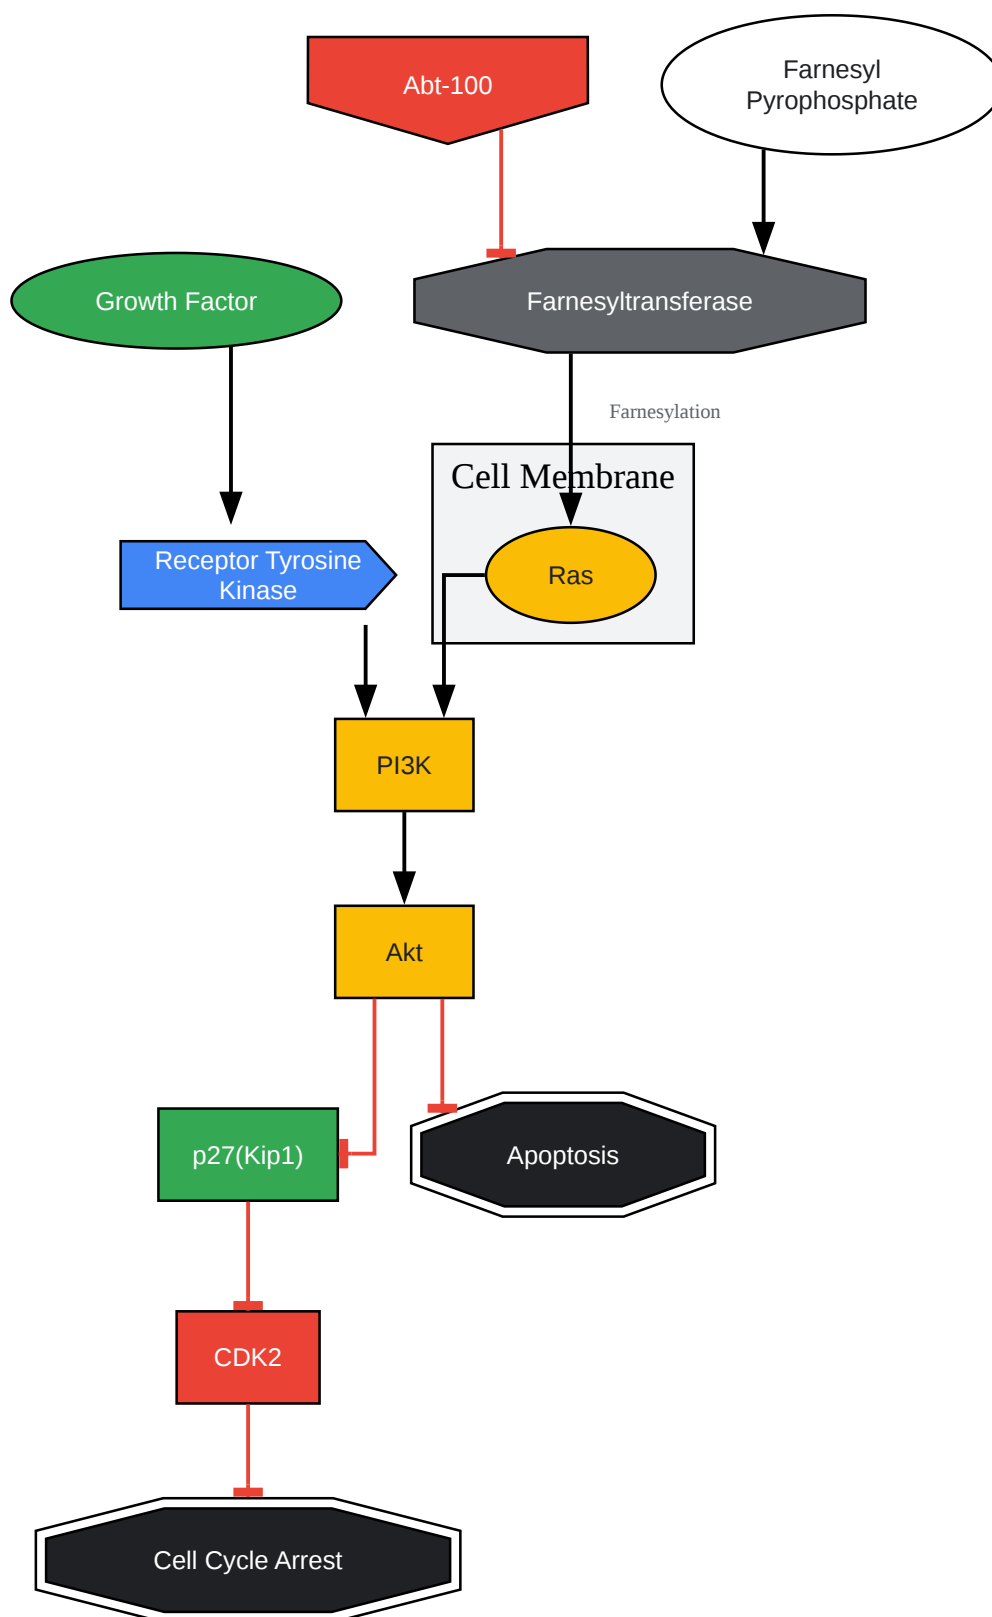 Abt-100
Farnesyl
Pyrophosphate
Growth Factor
Farnesyltransferase
Farnesylation
Cell Membrane
Receptor Tyrosine
Kinase
Ras
PI3K
Akt
p27(Kip1)
Apoptosis
CDK2
Cell Cycle Arrest